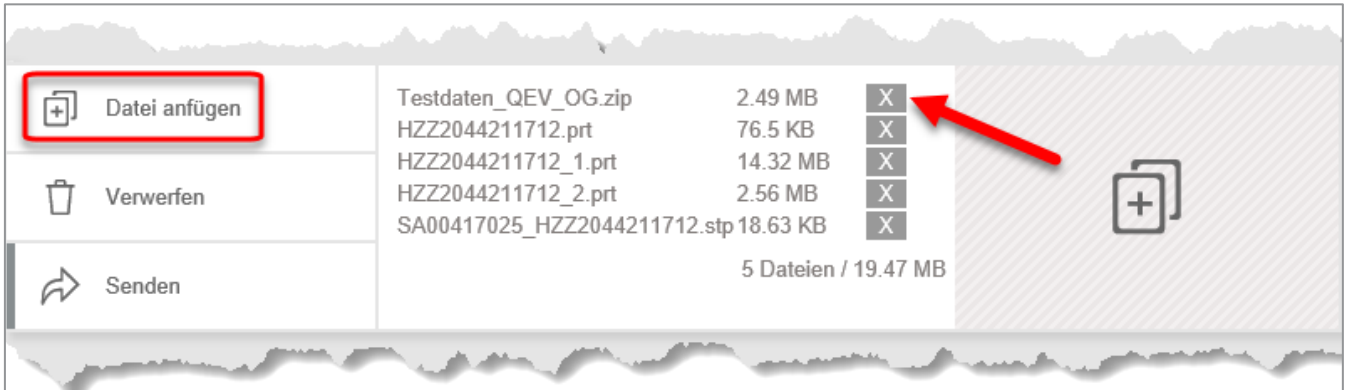 Datei anfügen
Verwerfen
Senden
Testdaten_QEV_OG.zip 2.49 MB X
HZZ2044211712.prt 76.5 KB X
HZZ2044211712_1.prt 14.32 MB X
HZZ2044211712_2.prt 2.56 MB X
SA00417025_HZZ2044211712.stp 18.63 KB X
5 Dateien / 19.47 MB